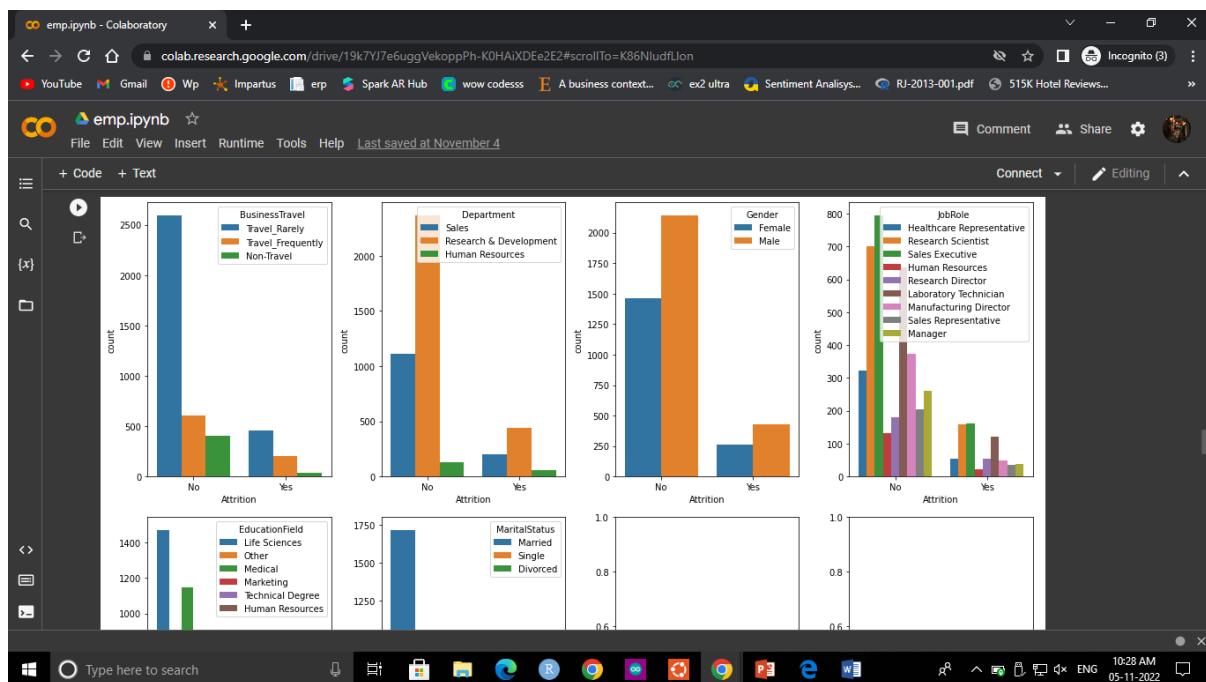 emp.ipynb - Colaboratory
colab.research.google.com/drive/19k7YJ7e6uggVekoppPh-K0HAiXDEe2E2#scrollTo=K86NludfLlon
Incognito (3)
YouTube Gmail Wp Impartus erp Spark AR Hub wow codesss A business context... ex2 ultra Sentiment Analisys... RJ-2013-001.pdf 515K Hotel Reviews... »
emp.ipynb
Comment Share
File Edit View Insert Runtime Tools Help Last saved at November 4
+ Code + Text
Connect Editing
{x}
BusinessTravel
Travel_Rarely
Travel_Frequently
Non-Travel
2500
2000
1500
1000
500
0
count
No Yes
Attrition
Department
Sales
Research & Development
Human Resources
2000
1500
1000
500
0
count
No Yes
Attrition
Gender
Female
Male
2000
1750
1500
1250
1000
750
500
250
0
count
No Yes
Attrition
JobRole
Healthcare Representative
Research Scientist
Sales Executive
Human Resources
Research Director
Laboratory Technician
Manufacturing Director
Sales Representative
Manager
800
700
600
500
400
300
200
100
0
count
No Yes
Attrition
EducationField
Life Sciences
Other
Medical
Marketing
Technical Degree
Human Resources
1400
1200
1000
MaritalStatus
Married
Single
Divorced
1750
1500
1250
1.0
0.8
0.6
1.0
0.8
0.6
Type here to search
ENG
10:28 AM
05-11-2022